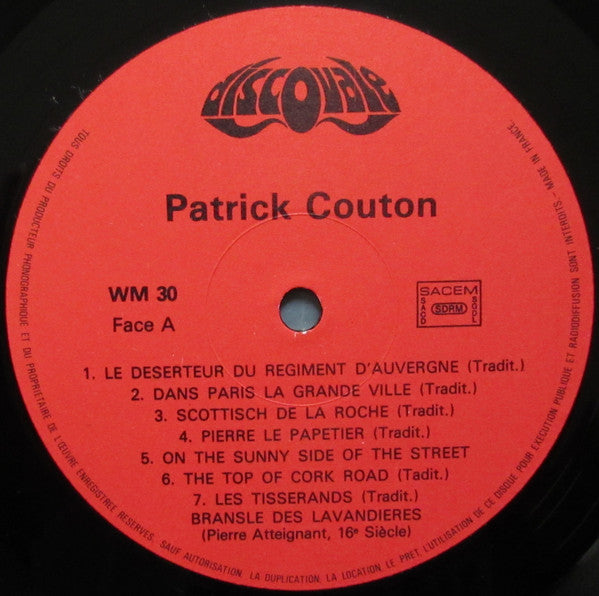 discovale
Patrick Couton
WM 30
Face A
SACEM
SACD
SDRM
SGDL
1. LE DESERTEUR DU REGIMENT D'AUVERGNE (Tradit.)
2. DANS PARIS LA GRANDE VILLE (Tradit.)
3. SCOTTISCH DE LA ROCHE (Tradit.)
4. PIERRE LE PAPETIER (Tradit.)
5. ON THE SUNNY SIDE OF THE STREET
6. THE TOP OF CORK ROAD (Tadit.)
7. LES TISSERANDS (Tradit.)
BRANSLE DES LAVANDIERES
(Pierre Atteignant, 16e Siècle)
TOUS DROITS DU PRODUCTEUR PHONOGRAPHIQUE ET DU PROPRIETAIRE DE L'ŒUVRE ENREGISTREE RESERVES. SAUF AUTORISATION, LA DUPLICATION, LA LOCATION, LE PRET, L'UTILISATION DE CE DISQUE POUR EXECUTION PUBLIQUE ET RADIODIFFUSION SONT INTERDITS – MADE IN FRANCE.